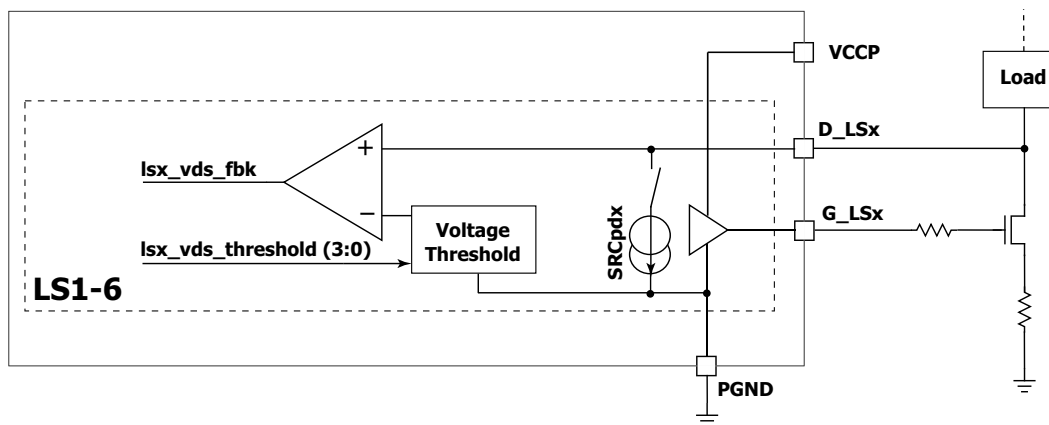 VCCP
Load
D_LSx
+
lsx_vds_fbk
−
G_LSx
Voltage
Threshold
SRCpdx
lsx_vds_threshold (3:0)
LS1-6
PGND